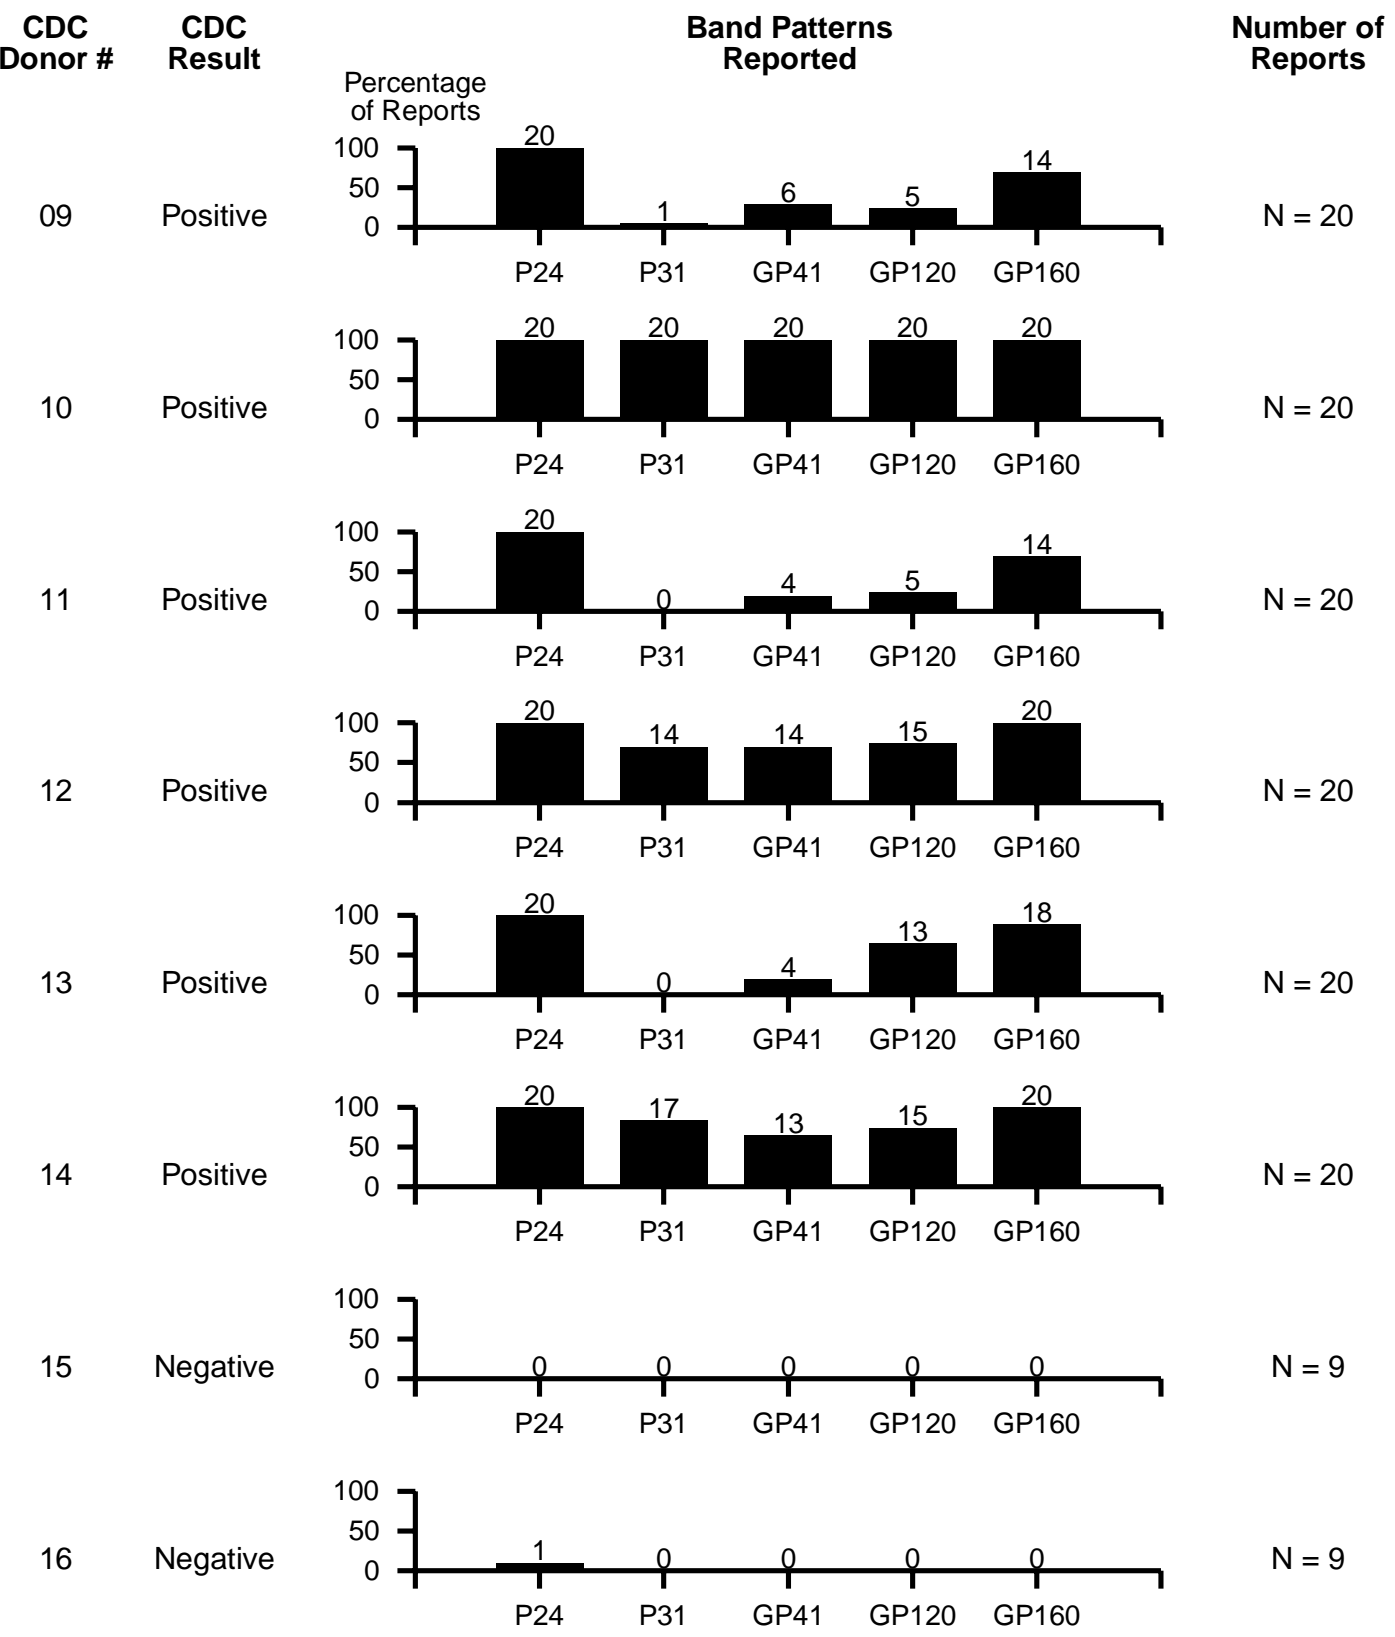 CDC CDC Band Patterns Number of
Donor # Result Reported Reports
Percentage
of Reports
20
100 14
50 6 5
09 Positive 1 N = 20
0
P24 P31 GP41 GP120 GP160
20 20 20 20 20
100
50
10 Positive N = 20
0
P24 P31 GP41 GP120 GP160
20
100 14
50 4 5
11 Positive 0 N = 20
0
P24 P31 GP41 GP120 GP160
20 20
100 14 14 15
50
12 Positive N = 20
0
P24 P31 GP41 GP120 GP160
20 18
100 13
50 4
13 Positive 0 N = 20
0
P24 P31 GP41 GP120 GP160
20 17 13 15 20
100
50
14 Positive N = 20
0
P24 P31 GP41 GP120 GP160
100
50
15 Negative 0 0 0 0 0 N = 9
0
P24 P31 GP41 GP120 GP160
100
50
16 Negative 1 0 0 0 0 N = 9
0
P24 P31 GP41 GP120 GP160